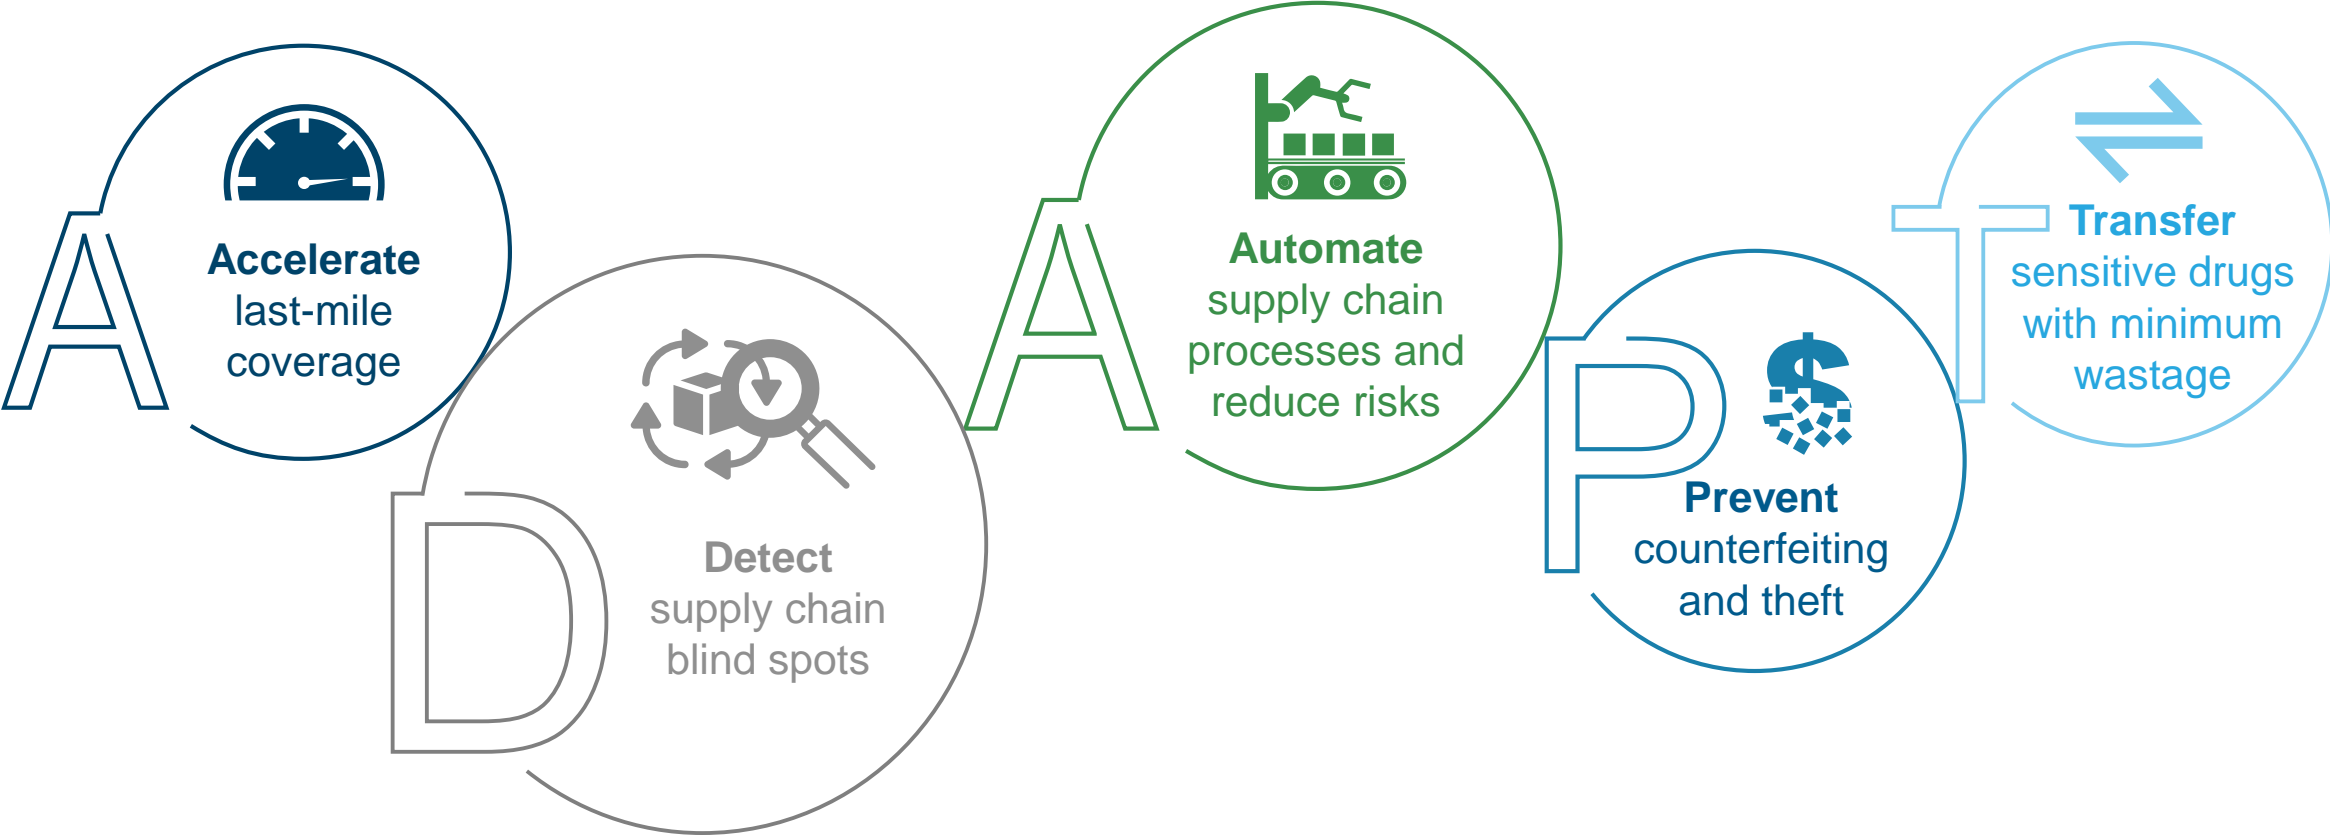 A
Accelerate
last-mile
coverage
D
Detect
supply chain
blind spots
A
Automate
supply chain
processes and
reduce risks
P
$
Prevent
counterfeiting
and theft
T
Transfer
sensitive drugs
with minimum
wastage